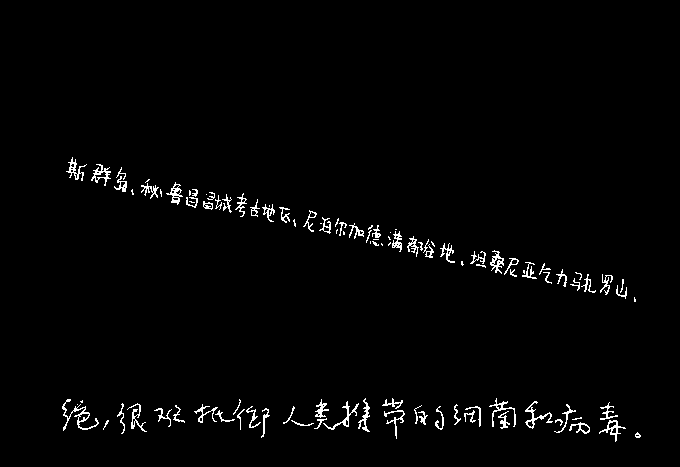 斯群岛、秘鲁昌昌城考古地区、尼泊尔加德满都谷地、坦桑尼亚乞力马九罗山、
绝,很难抵御人类携带的细菌和病毒。